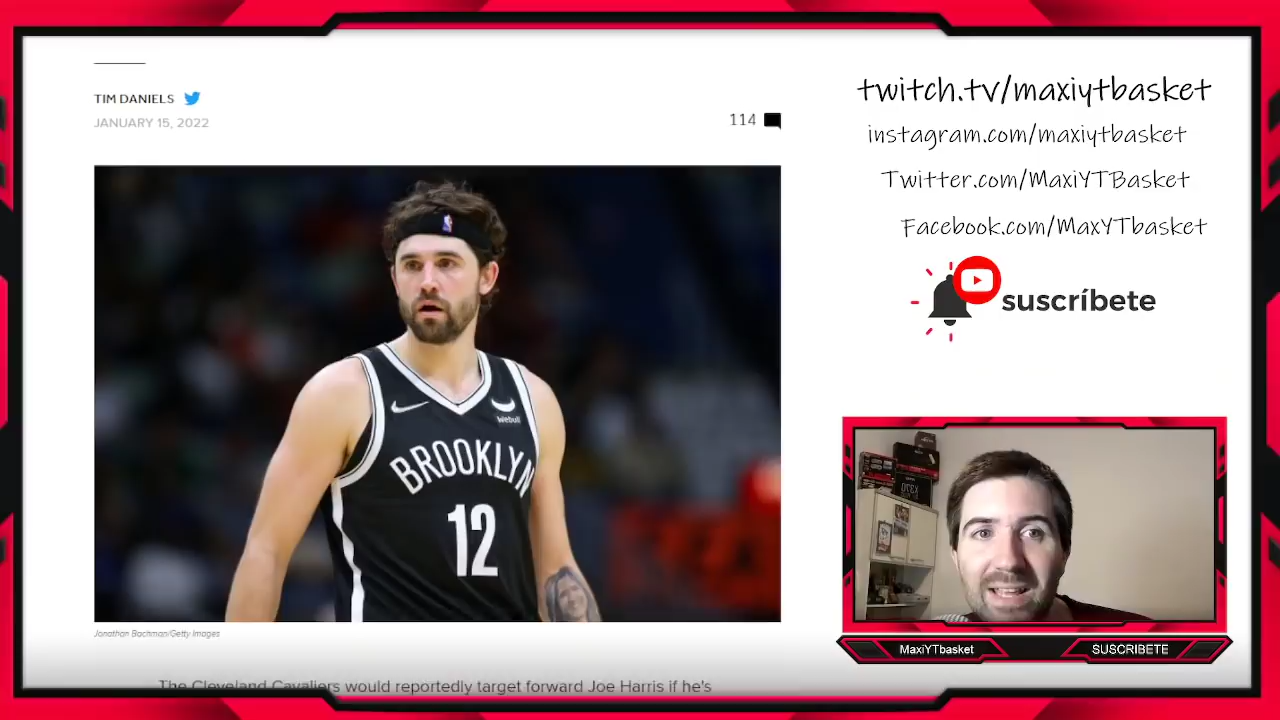 TIM DANIELS
JANUARY 15, 2022
114
Webull
BROOKLYN
12
Jonathan Bachman/Getty Images
The Cleveland Cavaliers would reportedly target forward Joe Harris if he's
twitch.tv/maxiytbasket
instagram.com/maxiytbasket
Twitter.com/MaxiYTBasket
Facebook.com/MaxYTbasket
suscríbete
MaxiYTbasket
SUSCRIBETE